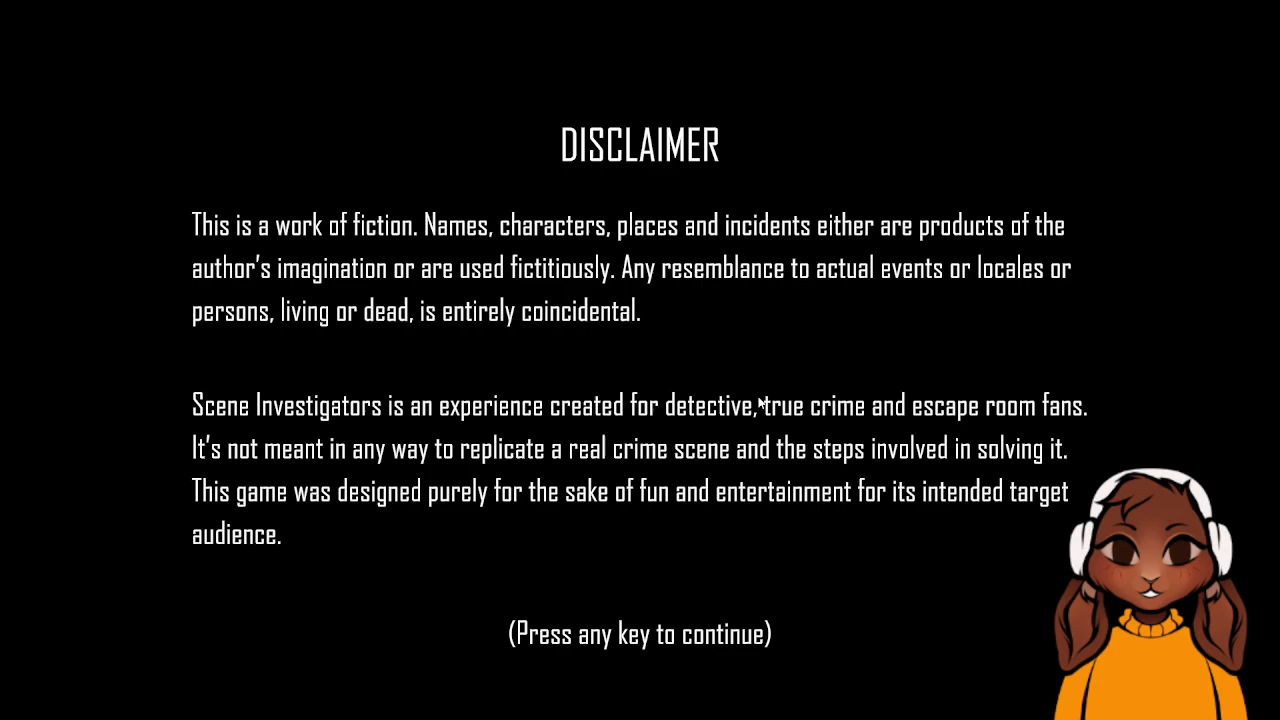 DISCLAIMER
This is a work of fiction. Names, characters, places and incidents either are products of the
author's imagination or are used fictitiously. Any resemblance to actual events or locales or
persons, living or dead, is entirely coincidental.
Scene Investigators is an experience created for detective, true crime and escape room fans.
It's not meant in any way to replicate a real crime scene and the steps involved in solving it.
This game was designed purely for the sake of fun and entertainment for its intended target
audience.
(Press any key to continue)